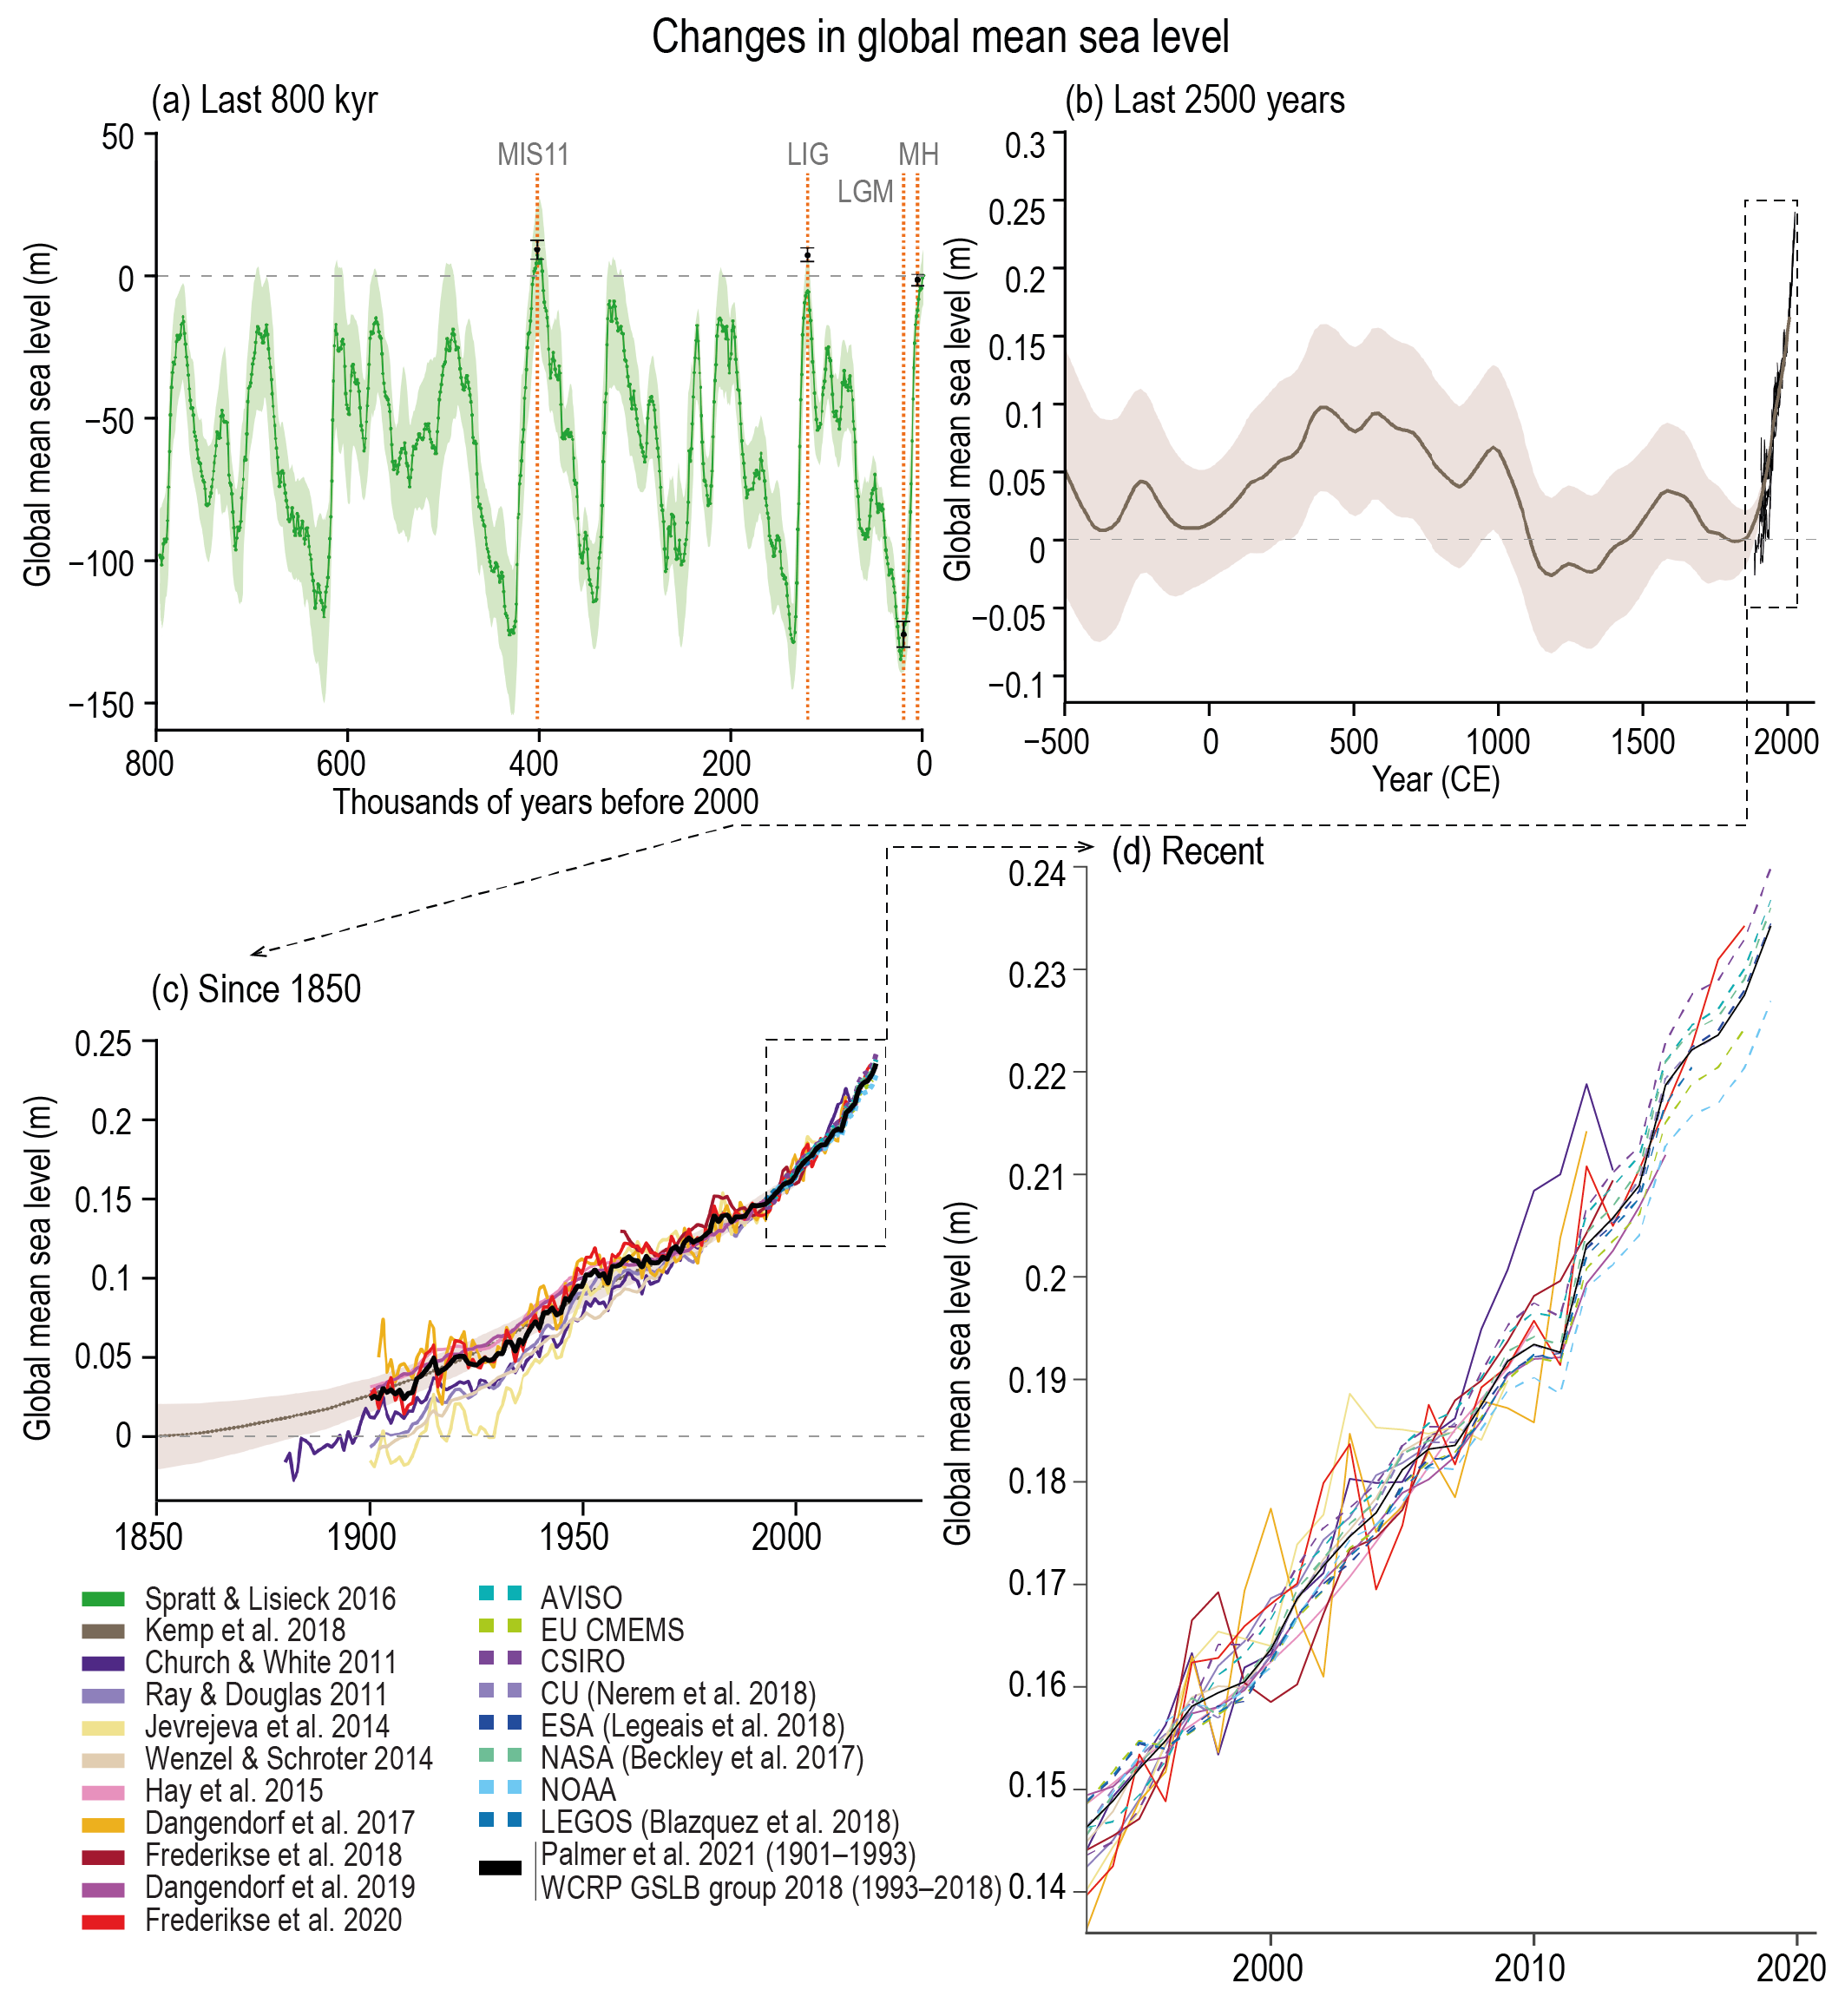 Changes in global mean sea level
(a) Last 800 kyr
Global mean sea level (m)
50
0
−50
−100
−150
MIS11
LIG
MH
LGM
800
600
400
200
0
Thousands of years before 2000
(b) Last 2500 years
Global mean sea level (m)
0.3
0.25
0.2
0.15
0.1
0.05
0
−0.05
−0.1
−500
0
500
1000
1500
2000
Year (CE)
(c) Since 1850
Global mean sea level (m)
0.25
0.2
0.15
0.1
0.05
0
1850
1900
1950
2000
(d) Recent
Global mean sea level (m)
0.24
0.23
0.22
0.21
0.2
0.19
0.18
0.17
0.16
0.15
0.14
2000
2010
2020
Spratt & Lisieck 2016
Kemp et al. 2018
Church & White 2011
Ray & Douglas 2011
Jevrejeva et al. 2014
Wenzel & Schroter 2014
Hay et al. 2015
Dangendorf et al. 2017
Frederikse et al. 2018
Dangendorf et al. 2019
Frederikse et al. 2020
AVISO
EU CMEMS
CSIRO
CU (Nerem et al. 2018)
ESA (Legeais et al. 2018)
NASA (Beckley et al. 2017)
NOAA
LEGOS (Blazquez et al. 2018)
Palmer et al. 2021 (1901–1993)
WCRP GSLB group 2018 (1993–2018)